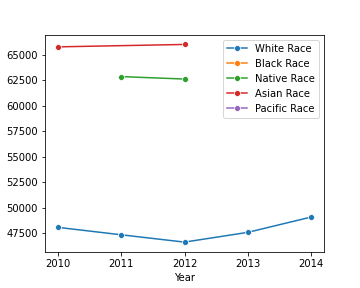 65000
62500
60000
57500
55000
52500
50000
47500
2010 2011 2012 2013 2014
Year
White Race
Black Race
Native Race
Asian Race
Pacific Race